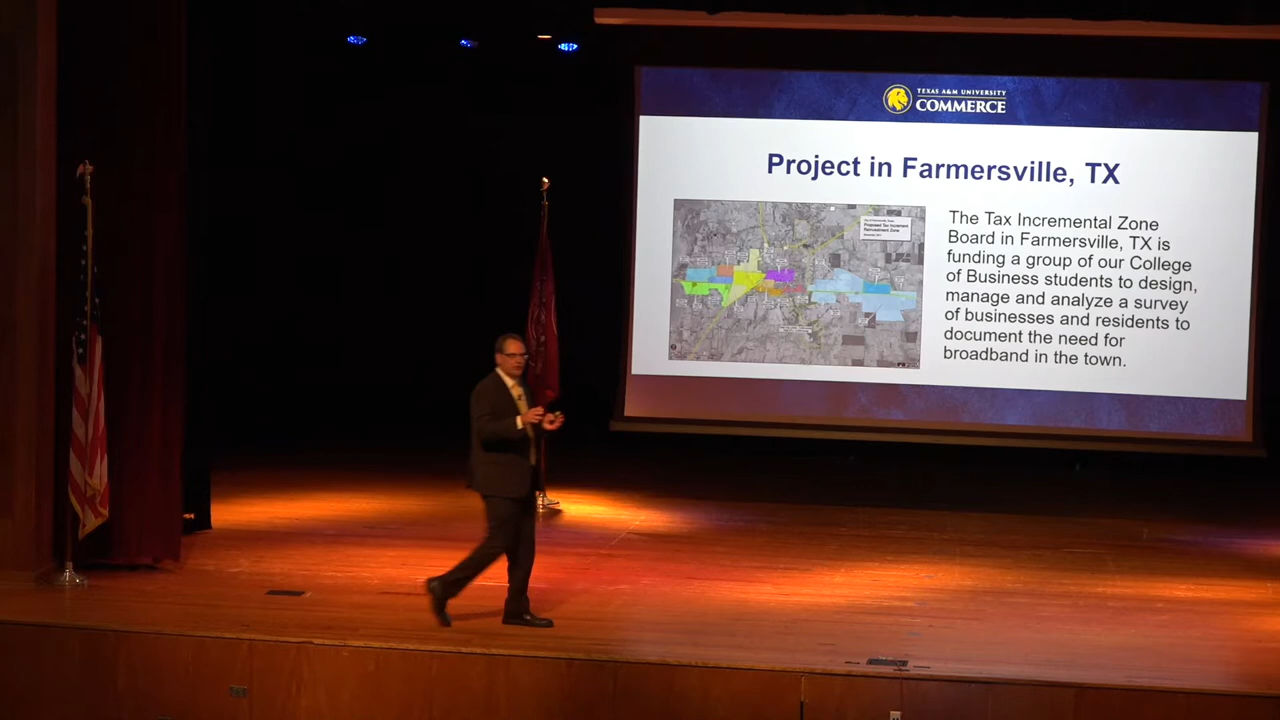 TEXAS A&M UNIVERSITY
COMMERCE
Project in Farmersville, TX
Proposed Tax Increment
Reinvestment Zone
The Tax Incremental Zone
Board in Farmersville, TX is
funding a group of our College
of Business students to design,
manage and analyze a survey
of businesses and residents to
document the need for
broadband in the town.